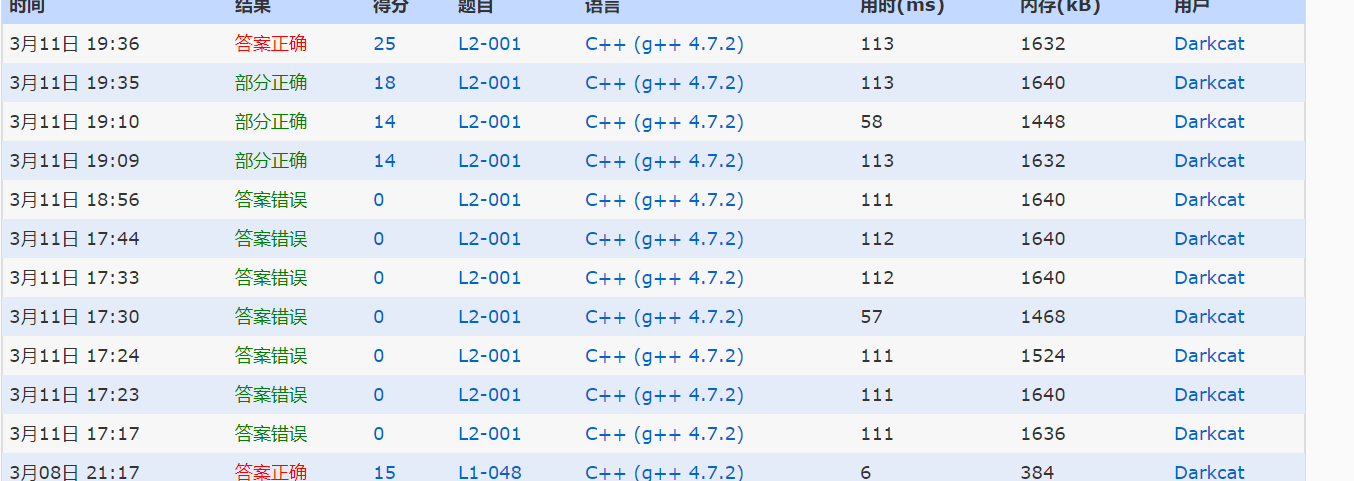 时间 结果 得分 题目 语言 用时(ms) 内存(kB) 用户
3月11日 19:36 答案正确 25 L2-001 C++ (g++ 4.7.2) 113 1632 Darkcat
3月11日 19:35 部分正确 18 L2-001 C++ (g++ 4.7.2) 113 1640 Darkcat
3月11日 19:10 部分正确 14 L2-001 C++ (g++ 4.7.2) 58 1448 Darkcat
3月11日 19:09 部分正确 14 L2-001 C++ (g++ 4.7.2) 113 1632 Darkcat
3月11日 18:56 答案错误 0 L2-001 C++ (g++ 4.7.2) 111 1640 Darkcat
3月11日 17:44 答案错误 0 L2-001 C++ (g++ 4.7.2) 112 1640 Darkcat
3月11日 17:33 答案错误 0 L2-001 C++ (g++ 4.7.2) 112 1640 Darkcat
3月11日 17:30 答案错误 0 L2-001 C++ (g++ 4.7.2) 57 1468 Darkcat
3月11日 17:24 答案错误 0 L2-001 C++ (g++ 4.7.2) 111 1524 Darkcat
3月11日 17:23 答案错误 0 L2-001 C++ (g++ 4.7.2) 111 1640 Darkcat
3月11日 17:17 答案错误 0 L2-001 C++ (g++ 4.7.2) 111 1636 Darkcat
3月08日 21:17 答案正确 15 L1-048 C++ (g++ 4.7.2) 6 384 Darkcat